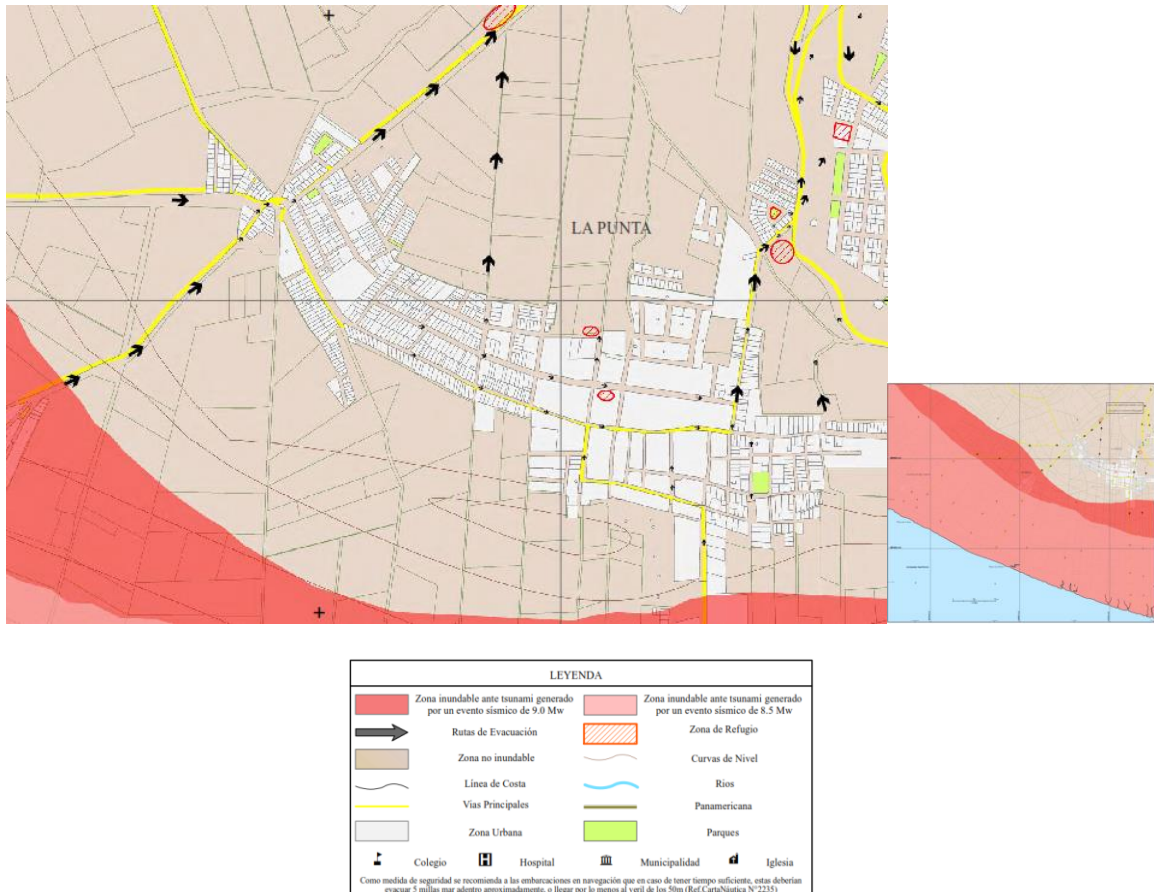 LA PUNTA
LEYENDA
Zona inundable ante tsunami generado
por un evento sísmico de 9.0 Mw
Zona inundable ante tsunami generado
por un evento sísmico de 8.5 Mw
Rutas de Evacuación
Zona de Refugio
Zona no inundable
Curvas de Nivel
Línea de Costa
Rios
Vias Principales
Panamericana
Zona Urbana
Parques
Colegio
Hospital
Municipalidad
Iglesia
Como medida de seguridad se recomienda a las embarcaciones en navegación que en caso de tener tiempo suficiente, estas deberían
evacuar 5 millas mar adentro aproximadamente, o llegar por lo menos al veril de los 50m (Ref.CartaNáutica N°2235)